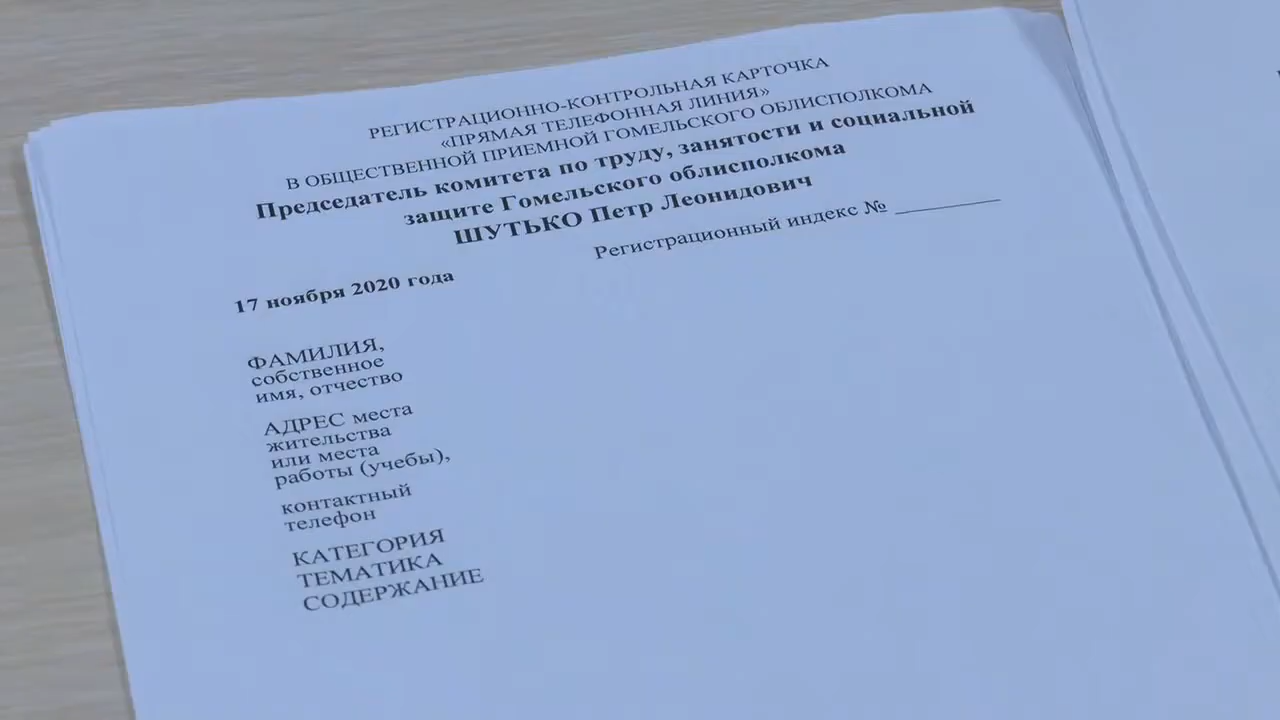 РЕГИСТРАЦИОННО-КОНТРОЛЬНАЯ КАРТОЧКА
«ПРЯМАЯ ТЕЛЕФОННАЯ ЛИНИЯ»
В ОБЩЕСТВЕННОЙ ПРИЕМНОЙ ГОМЕЛЬСКОГО ОБЛИСПОЛКОМА
Председатель комитета по труду, занятости и социальной
защите Гомельского облисполкома
ШУТЬКО Петр Леонидович
Регистрационный индекс № __________
17 ноября 2020 года
ФАМИЛИЯ,
собственное
имя, отчество
АДРЕС места
жительства
или места
работы (учебы),
контактный
телефон
КАТЕГОРИЯ
ТЕМАТИКА
СОДЕРЖАНИЕ